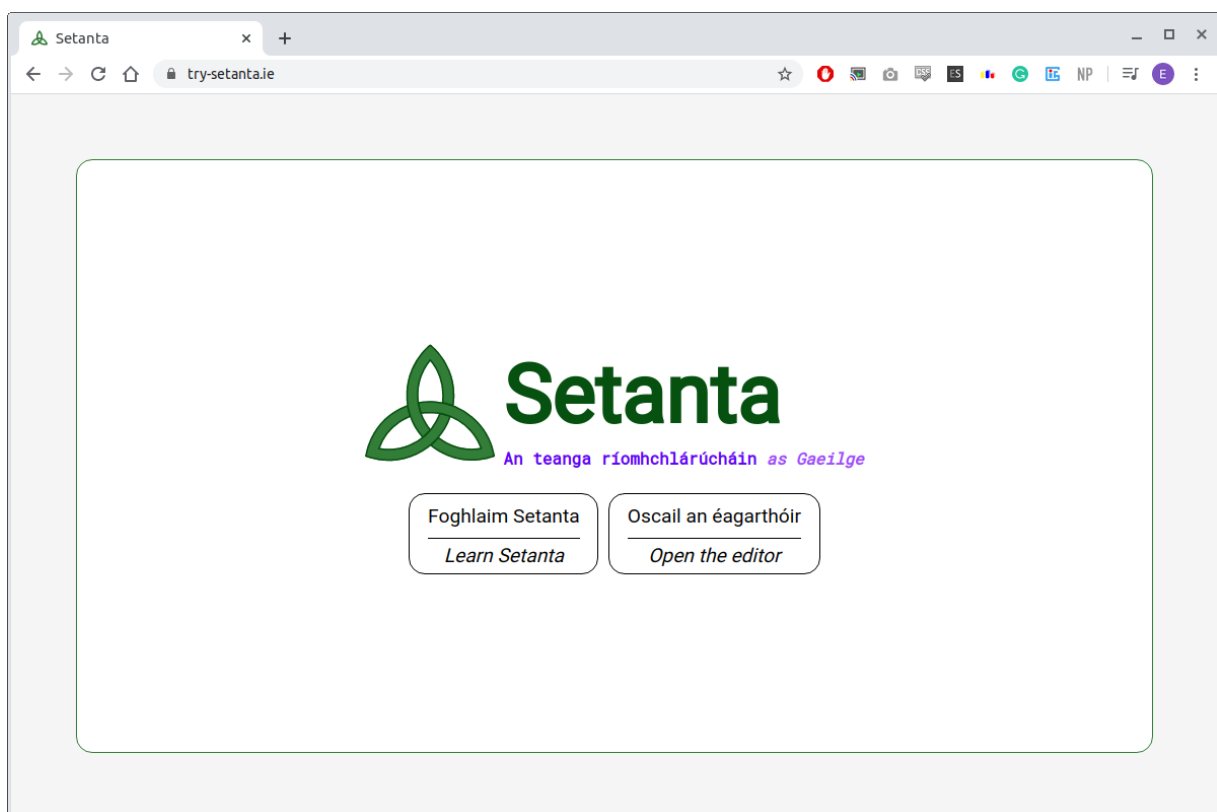 Setanta
try-setanta.ie
ES
NP
E
Setanta
An teanga ríomhchlárúcháin as Gaeilge
Foghlaim Setanta
Learn Setanta
Oscail an éagarthóir
Open the editor